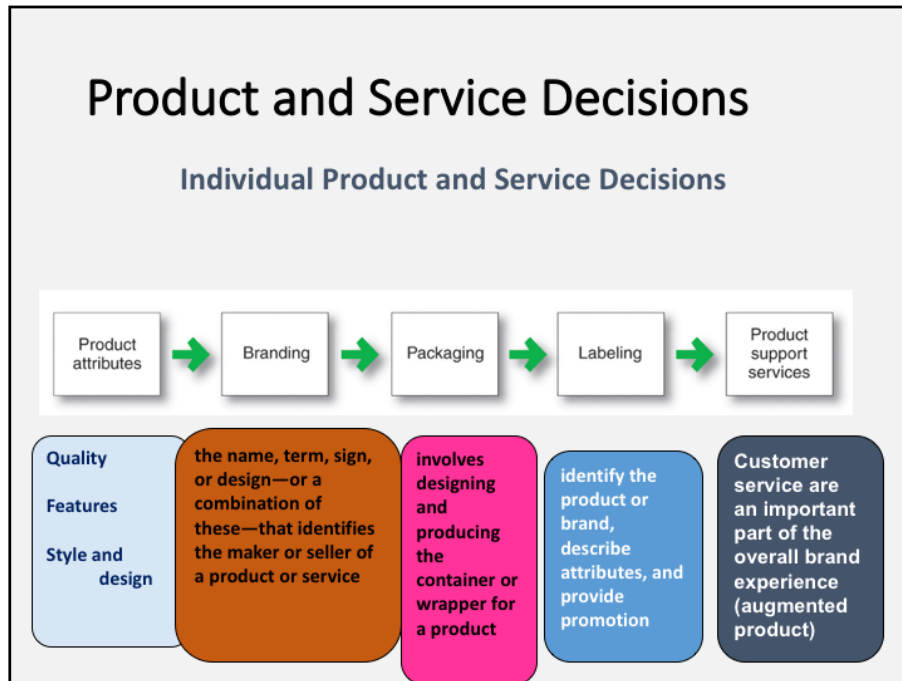 Product and Service Decisions
Individual Product and Service Decisions
Product
attributes
Branding
Packaging
Labeling
Product
support
services
Quality
Features
Style and
design
the name, term, sign,
or design—or a
combination of
these—that identifies
the maker or seller of
a product or service
involves
designing
and
producing
the
container or
wrapper for
a product
identify the
product or
brand,
describe
attributes, and
provide
promotion
Customer
service are
an important
part of the
overall brand
experience
(augmented
product)